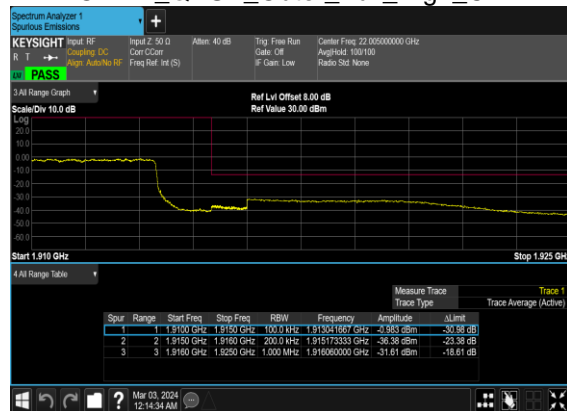 Spectrum Analyzer 1
Spurious Emissions
+
KEYSIGHT Input: RF Input Z: 50 Ω Atten: 40 dB Trig: Free Run Center Freq: 22.005000000 GHz
R T Coupling: DC Corr CCorr Gate: Off Avg|Hold: 100/100
Align: Auto/No RF Freq Ref: Int (S) IF Gain: Low Radio Std: None
LW PASS
3 All Range Graph
Ref Lvl Offset 8.00 dB
Scale/Div 10.0 dB Ref Value 30.00 dBm
Log
20.0
10.0
0.00
-10.0
-20.0
-30.0
-40.0
-50.0
-60.0
Start 1.910 GHz Stop 1.925 GH
4 All Range Table
Measure Trace Trace 1
Trace Type Trace Average (Active)
Spur Range Start Freq Stop Freq RBW Frequency Amplitude ΔLimit
1 1 1.9100 GHz 1.9150 GHz 100.0 kHz 1.913041667 GHz -0.983 dBm -30.98 dB
2 2 1.9150 GHz 1.9160 GHz 200.0 kHz 1.915173333 GHz -36.38 dBm -23.38 dB
3 3 1.9160 GHz 1.9250 GHz 1.000 MHz 1.916060000 GHz -31.61 dBm -18.61 dB
? Mar 03, 2024
12:14:34 AM